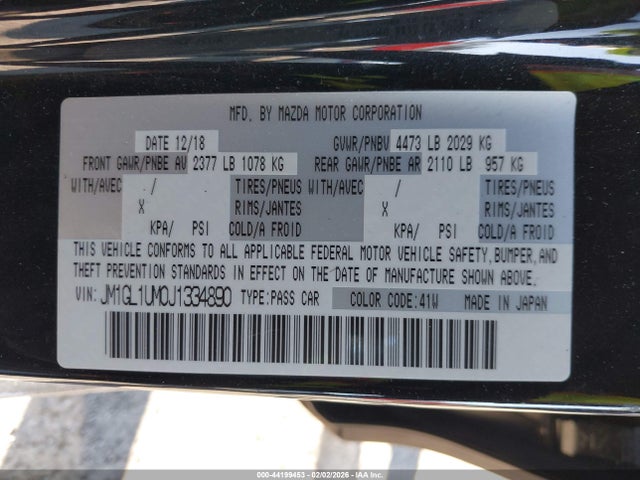 MFD. BY MAZDA MOTOR CORPORATION
DATE 12/18 GVWR/PNBV 4473 LB 2029 KG
FRONT GAWR/PNBE AV 2377 LB 1078 KG REAR GAWR/PNBE AR 2110 LB 957 KG
WITH/AVEC / TIRES/PNEUS WITH/AVEC / TIRES/PNEUS
X RIMS/JANTES X RIMS/JANTES
KPA/ PSI COLD/A FROID KPA/ PSI COLD/A FROID
THIS VEHICLE CONFORMS TO ALL APPLICABLE FEDERAL MOTOR VEHICLE SAFETY, BUMPER, AND
THEFT PREVENTION STANDARDS IN EFFECT ON THE DATE OF MANUFACTURE SHOWN ABOVE.
VIN: JM1GL1UM0J1334890 TYPE:PASS CAR COLOR CODE:41W MADE IN JAPAN
000-44199453 - 02/02/2026 - IAA Inc.